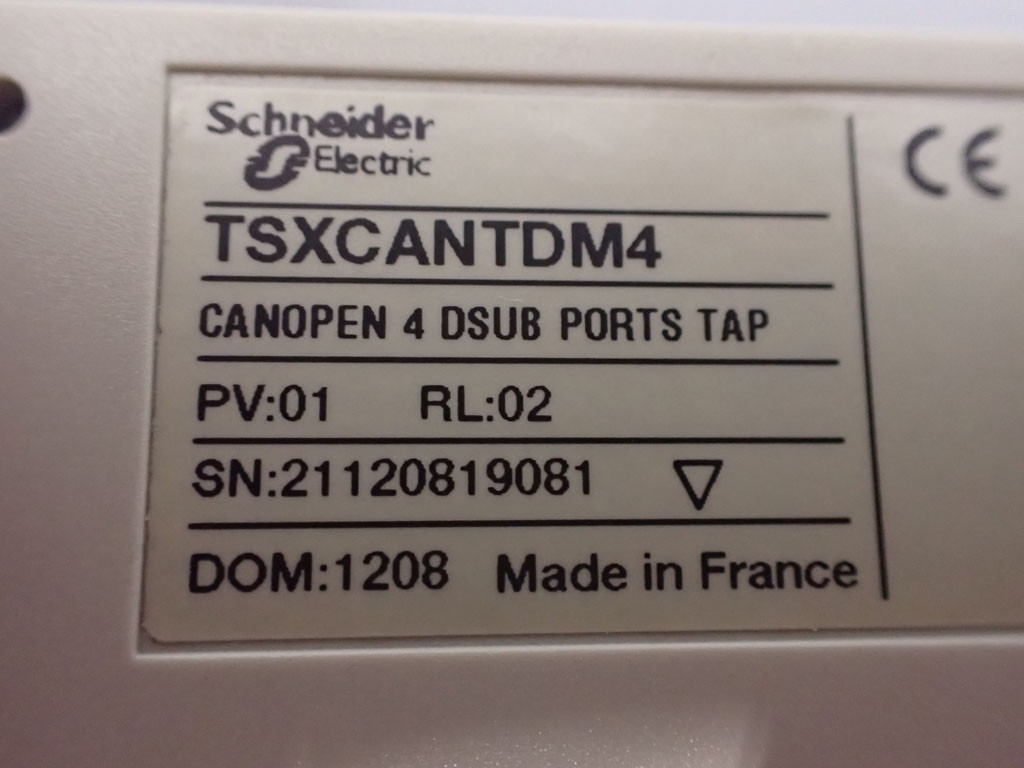 Schneider
Electric
CE
TSXCANTDM4
CANOPEN 4 DSUB PORTS TAP
PV:01 RL:02
SN:21120819081
DOM:1208 Made in France